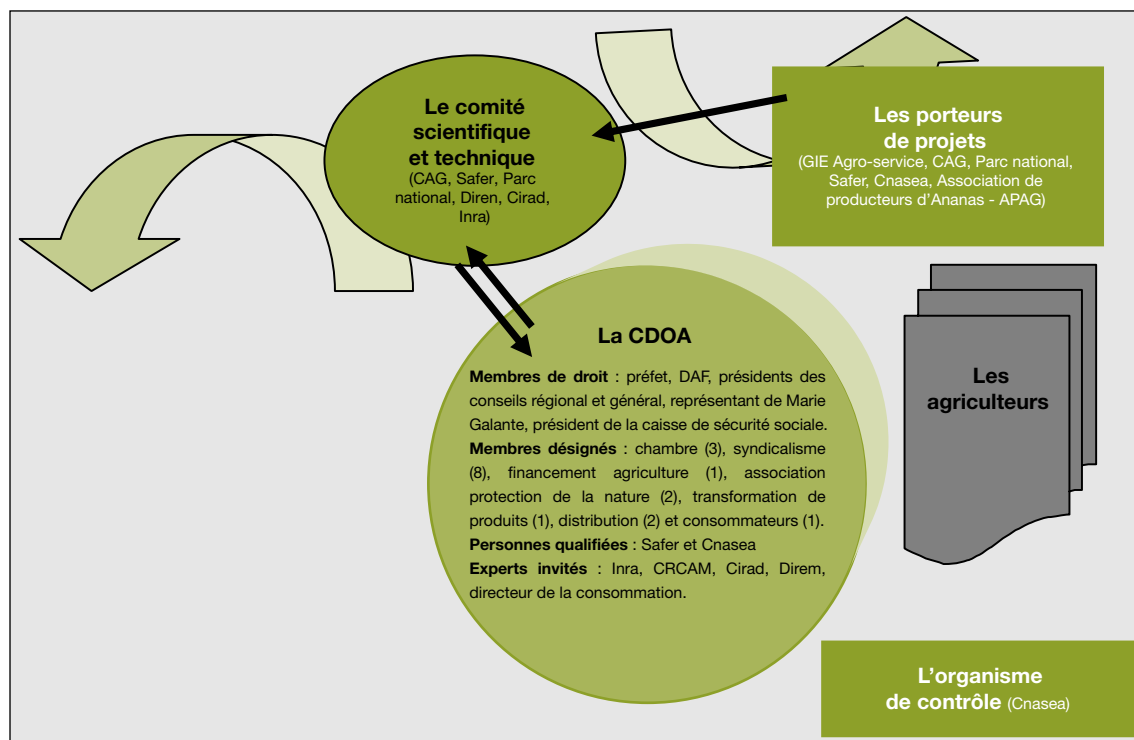 Le comité
scientifique
et technique
(CAG, Safer, Parc
national, Diren, Cirad,
Inra)
Les porteurs
de projets
(GIE Agro-service, CAG, Parc national,
Safer, Cnasea, Association de
producteurs d'Ananas - APAG)
La CDOA
Membres de droit : préfet, DAF, présidents des
conseils régional et général, représentant de Marie
Galante, président de la caisse de sécurité sociale.
Membres désignés : chambre (3), syndicalisme
(8), financement agriculture (1), association
protection de la nature (2), transformation de
produits (1), distribution (2) et consommateurs (1).
Personnes qualifiées : Safer et Cnasea
Experts invités : Inra, CRCAM, Cirad, Direm,
directeur de la consommation.
Les
agriculteurs
L'organisme
de contrôle (Cnasea)